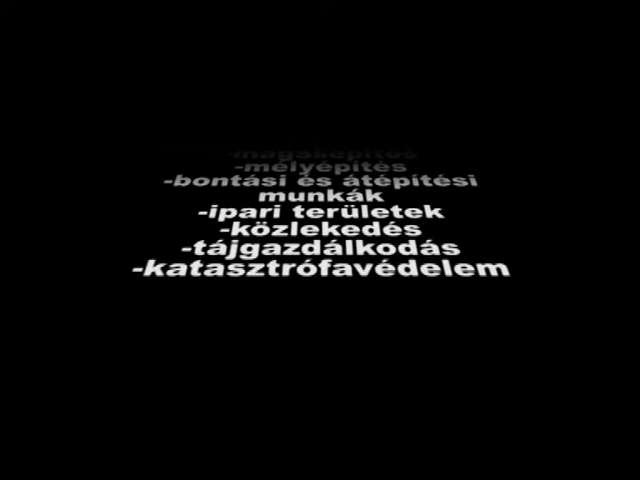 -magasépítés
-mélyépítés
-bontási és átépítési
munkák
-ipari területek
-közlekedés
-tájgazdálkodás
-katasztrófavédelem